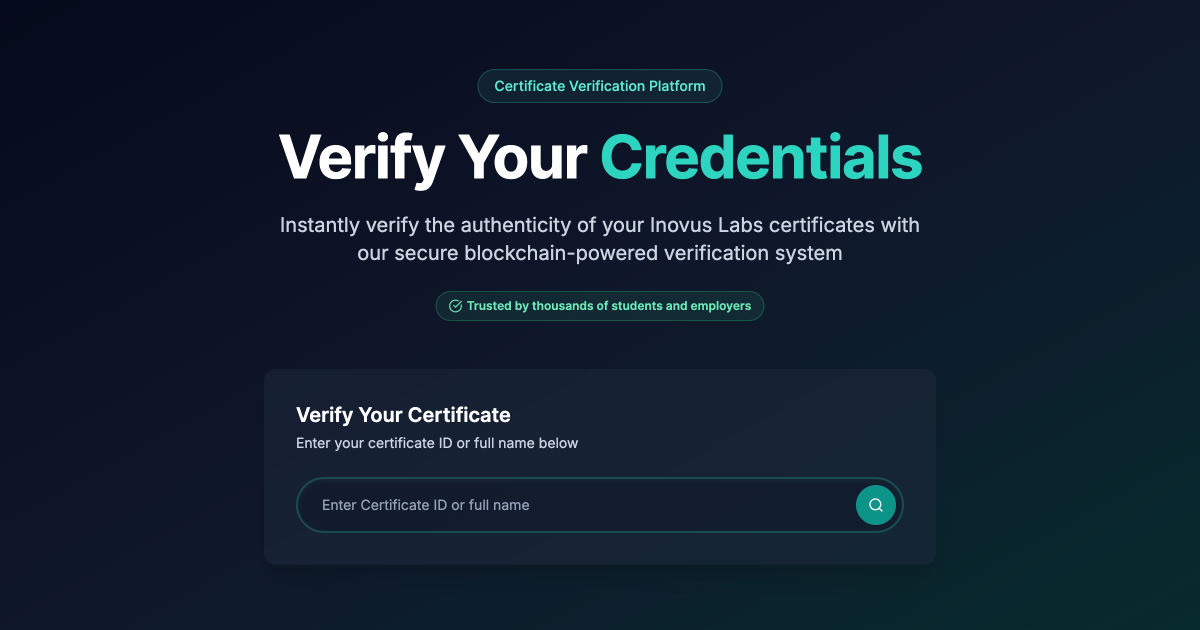 Certificate Verification Platform
Verify Your Credentials
Instantly verify the authenticity of your Inovus Labs certificates with
our secure blockchain-powered verification system
Trusted by thousands of students and employers
Verify Your Certificate
Enter your certificate ID or full name below
Enter Certificate ID or full name